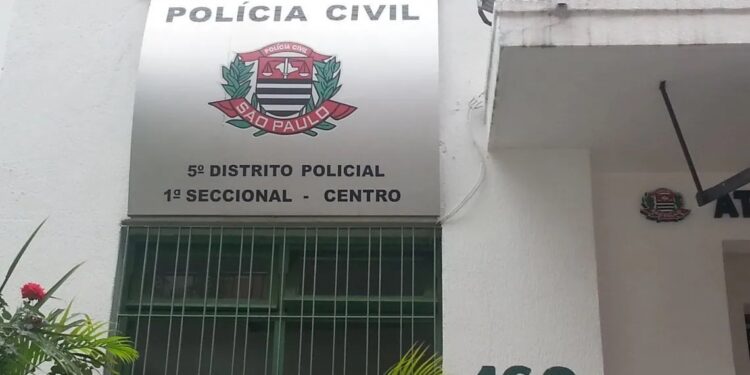 POLÍCIA CIVIL
POLÍCIA CIVIL
SÃO PAULO
5º DISTRITO POLICIAL
1ª SECCIONAL - CENTRO